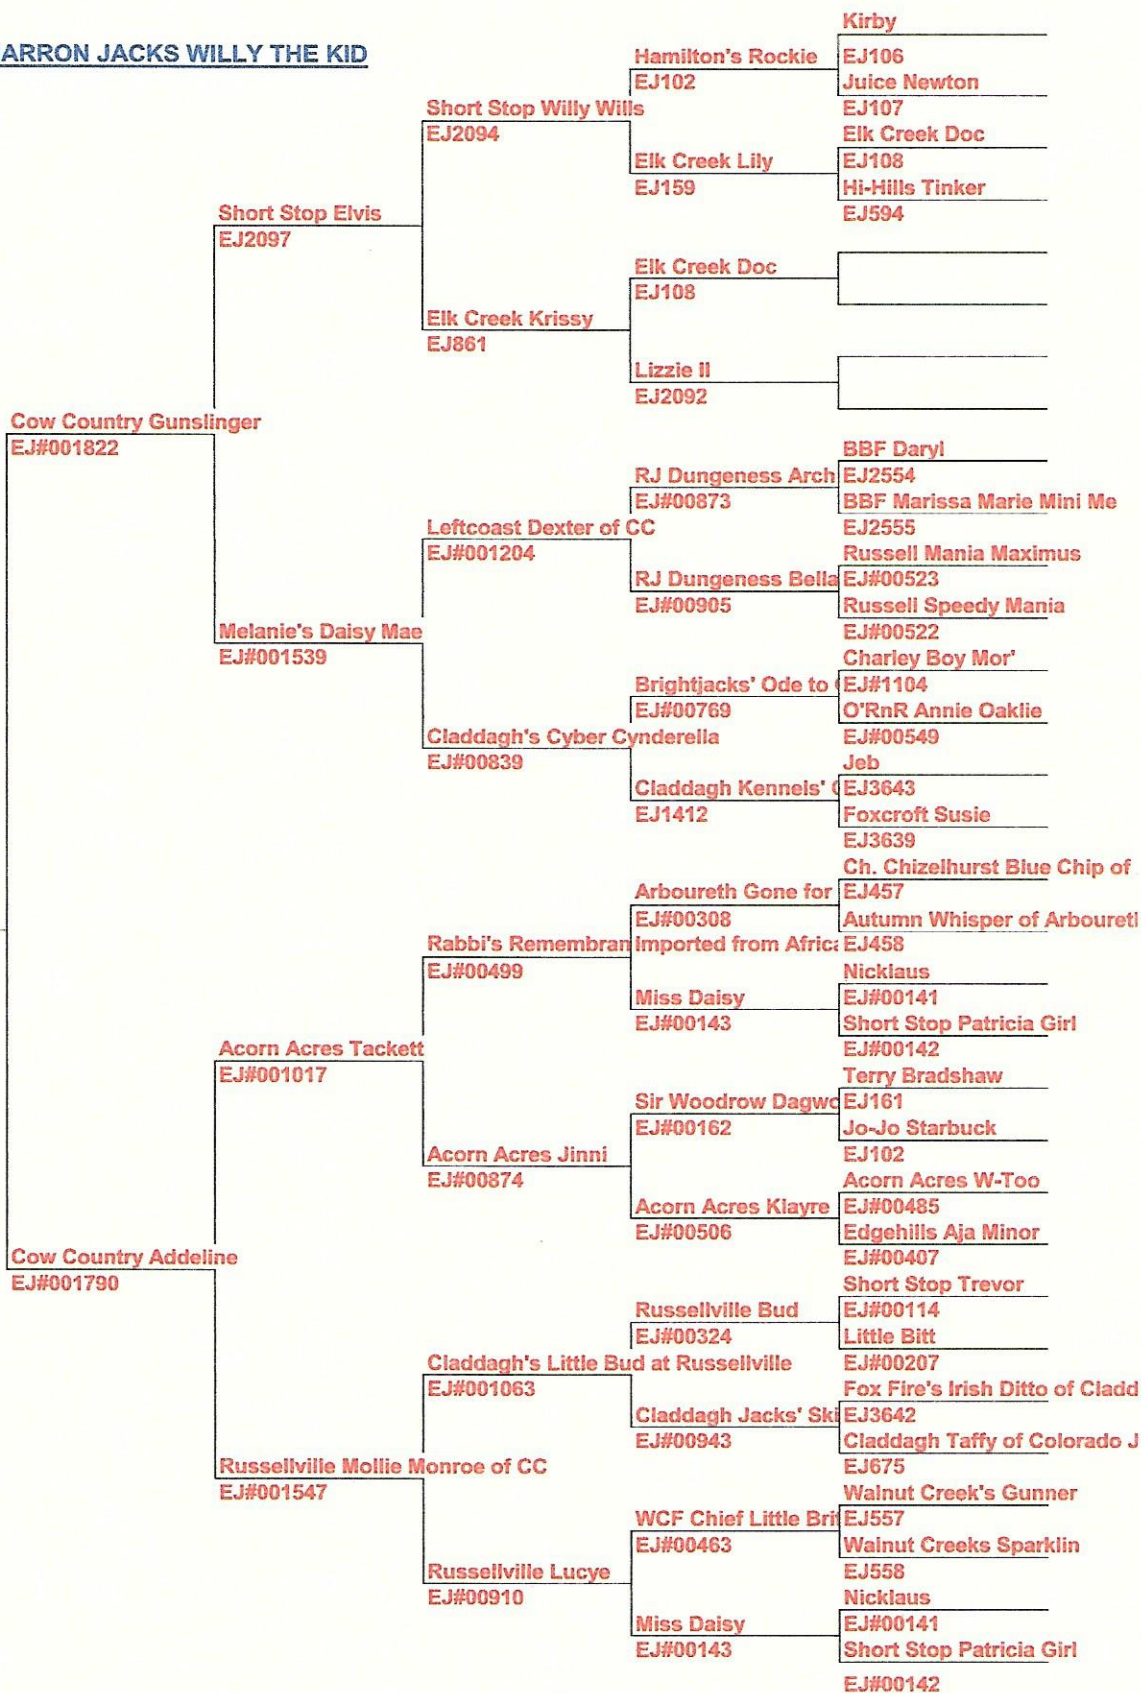 ARRON JACKS WILLY THE KID
Cow Country Gunslinger
EJ#001822
Cow Country Addeline
EJ#001790
Short Stop Elvis
EJ2097
Melanie's Daisy Mae
EJ#001539
Acorn Acres Tackett
EJ#001017
Russellville Mollie Monroe of CC
EJ#001547
Short Stop Willy Wills
EJ2094
Elk Creek Krissy
EJ861
Leftcoast Dexter of CC
EJ#001204
Claddagh's Cyber Cynderella
EJ#00839
Rabbi's Remembran
EJ#00499
Acorn Acres Jinni
EJ#00874
Claddagh's Little Bud at Russellville
EJ#001063
Russellville Lucye
EJ#00910
Hamilton's Rockie
EJ102
Elk Creek Lily
EJ159
Elk Creek Doc
EJ108
Lizzie II
EJ2092
RJ Dungeness Arch
EJ#00873
RJ Dungeness Bella
EJ#00905
Brightjacks' Ode to
EJ#00769
Claddagh Kennels'
EJ1412
Arboureth Gone for
EJ#00308
Imported from Africa
Miss Daisy
EJ#00143
Sir Woodrow Dagwo
EJ#00162
Acorn Acres Klayre
EJ#00506
Russellville Bud
EJ#00324
Claddagh Jacks' Ski
EJ#00943
WCF Chief Little Brit
EJ#00463
Miss Daisy
EJ#00143
Kirby
EJ106
Juice Newton
EJ107
Elk Creek Doc
EJ108
Hi-Hills Tinker
EJ594
BBF Daryl
EJ2554
BBF Marissa Marie Mini Me
EJ2555
Russell Mania Maximus
EJ#00523
Russell Speedy Mania
EJ#00522
Charley Boy Mor'
EJ#1104
O'RnR Annie Oaklie
EJ#00549
Jeb
EJ3643
Foxcroft Susie
EJ3639
Ch. Chizelhurst Blue Chip of
EJ457
Autumn Whisper of Arbouret
EJ458
Nicklaus
EJ#00141
Short Stop Patricia Girl
EJ#00142
Terry Bradshaw
EJ161
Jo-Jo Starbuck
EJ102
Acorn Acres W-Too
EJ#00485
Edgehills Aja Minor
EJ#00407
Short Stop Trevor
EJ#00114
Little Bitt
EJ#00207
Fox Fire's Irish Ditto of Cladd
EJ3642
Claddagh Taffy of Colorado J
EJ675
Walnut Creek's Gunner
EJ557
Walnut Creeks Sparklin
EJ558
Nicklaus
EJ#00141
Short Stop Patricia Girl
EJ#00142